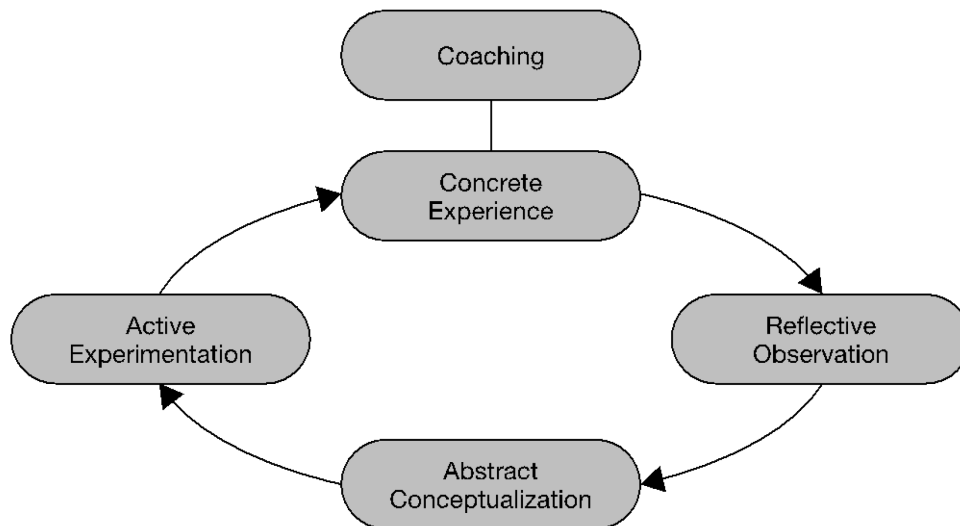 Coaching
Concrete
Experience
Active
Experimentation
Reflective
Observation
Abstract
Conceptualization